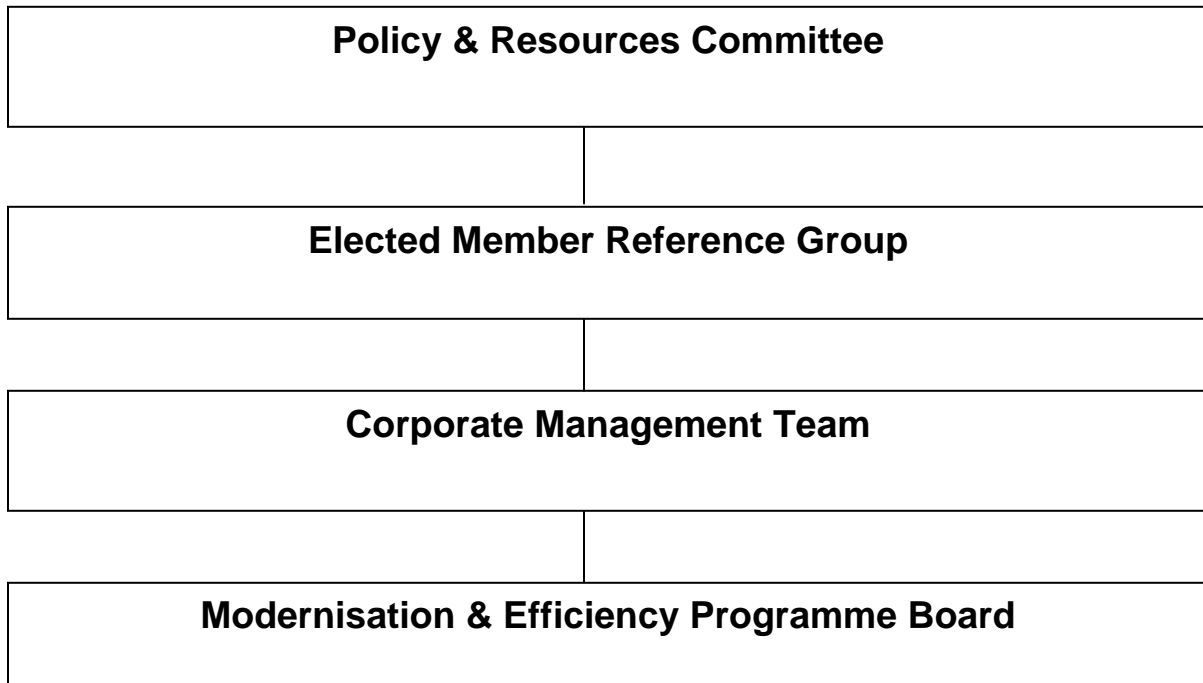 Policy & Resources Committee
Elected Member Reference Group
Corporate Management Team
Modernisation & Efficiency Programme Board